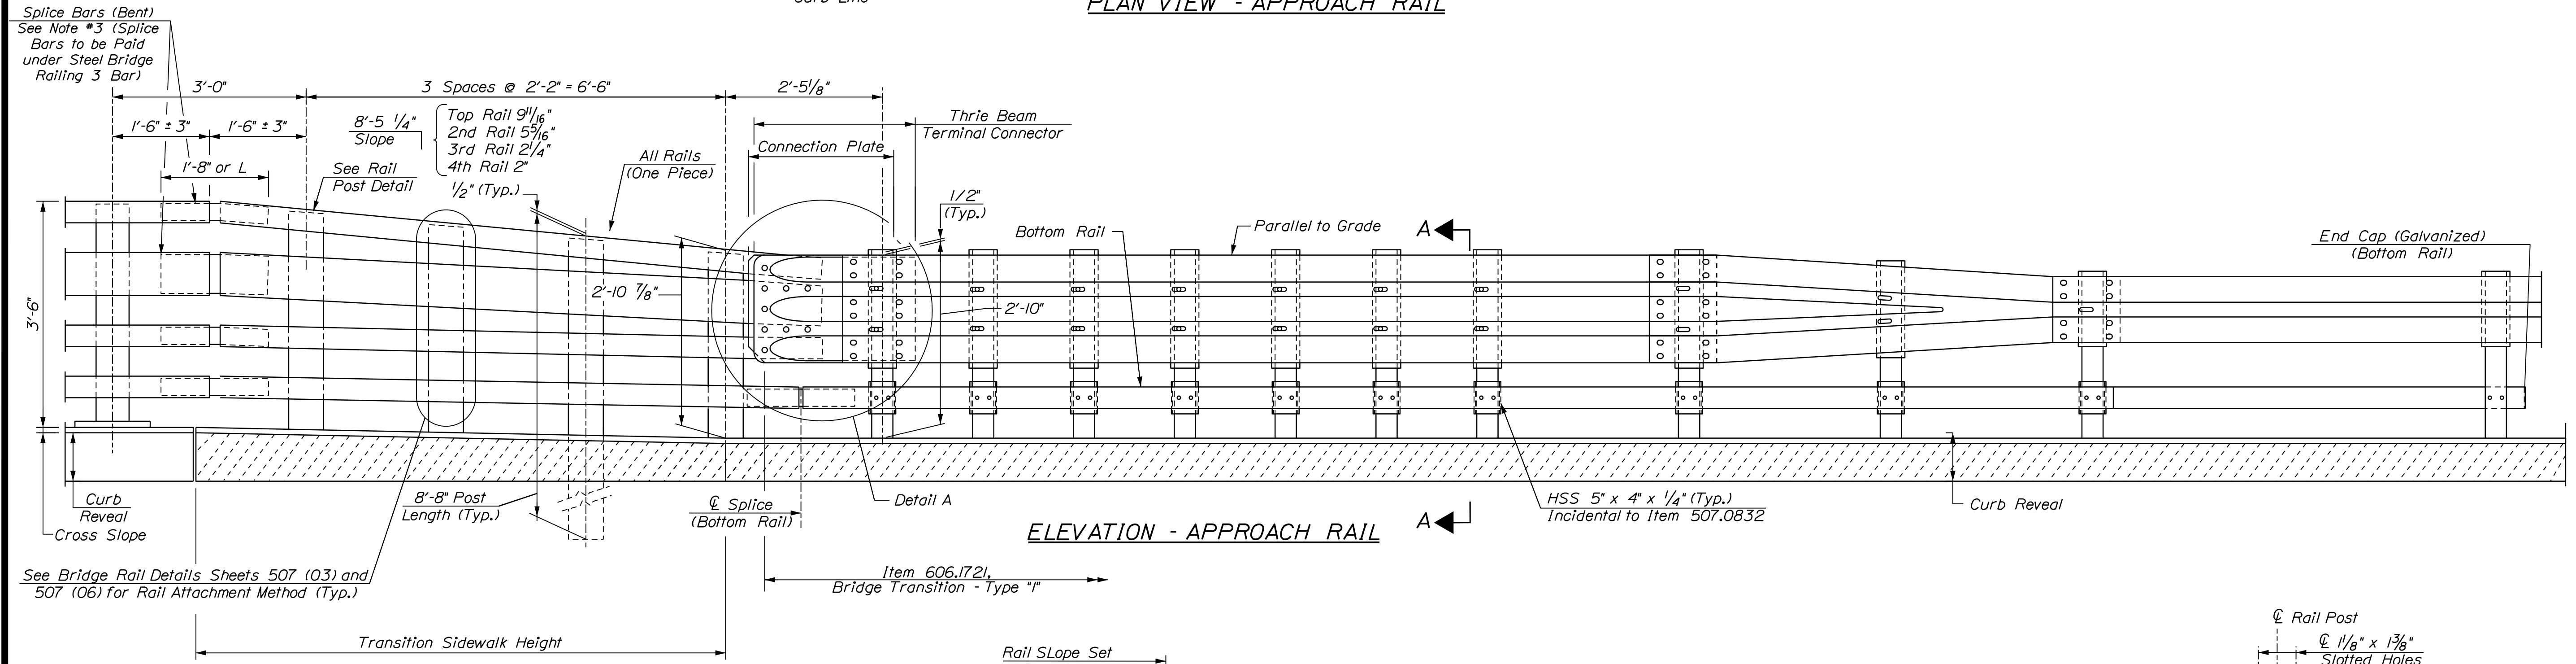 Curb Line
PLAN VIEW - APPROACH RAIL
Splice Bars (Bent)
See Note #3 (Splice
Bars to be Paid
under Steel Bridge
Railing 3 Bar)
3'-0"
3 Spaces @ 2'-2" = 6'-6"
2'-5 1/8"
1'-6" ± 3"
1'-6" ± 3"
8'-5 1/4"
Slope
Top Rail 9 11/16"
2nd Rail 5 5/16"
3rd Rail 2 1/4"
4th Rail 2"
Thrie Beam
Terminal Connector
Connection Plate
1'-8" or L
See Rail
Post Detail
1/2" (Typ.)
All Rails
(One Piece)
1/2"
(Typ.)
Bottom Rail
Parallel to Grade
A
End Cap (Galvanized)
(Bottom Rail)
3'-6"
2'-10 7/8"
2'-10"
Curb
Reveal
Cross Slope
8'-8" Post
Length (Typ.)
℄ Splice
(Bottom Rail)
Detail A
A
HSS 5" x 4" x 1/4" (Typ.)
Incidental to Item 507.0832
Curb Reveal
ELEVATION - APPROACH RAIL
See Bridge Rail Details Sheets 507 (03) and
507 (06) for Rail Attachment Method (Typ.)
Item 606.1721,
Bridge Transition - Type "I"
Transition Sidewalk Height
Rail SLope Set
℄ Rail Post
℄ 1 1/8" x 1 3/8"
Slotted Holes